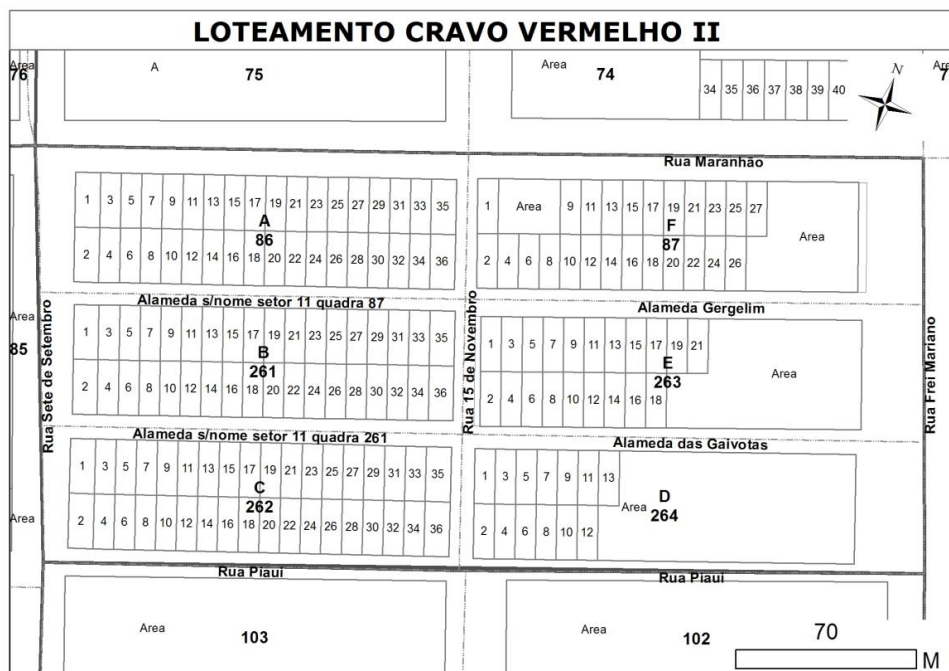 LOTEAMENTO CRAVO VERMELHO II
Area
76
A
75
Area
74
34 35 36 37 38 39 40
N
Rua Maranhão
1 3 5 7 9 11 13 15 17 19 21 23 25 27 29 31 33 35
A
86
2 4 6 8 10 12 14 16 18 20 22 24 26 28 30 32 34 36
1 Area 9 11 13 15 17 19 21 23 25 27
F
87
Area
2 4 6 8 10 12 14 16 18 20 22 24 26
Alameda s/nome setor 11 quadra 87
Alameda Gergelim
Area
85
Rua Sete de Setembro
1 3 5 7 9 11 13 15 17 19 21 23 25 27 29 31 33 35
B
261
2 4 6 8 10 12 14 16 18 20 22 24 26 28 30 32 34 36
Rua 15 de Novembro
1 3 5 7 9 11 13 15 17 19 21
E
263
Area
2 4 6 8 10 12 14 16 18
Rua Frei Mariano
Alameda s/nome setor 11 quadra 261
Alameda das Gaivotas
1 3 5 7 9 11 13 15 17 19 21 23 25 27 29 31 33 35
C
262
2 4 6 8 10 12 14 16 18 20 22 24 26 28 30 32 34 36
1 3 5 7 9 11 13
D
Area
264
2 4 6 8 10 12
Area
Rua Piaui
Rua Piaui
Area
103
Area
102
70
M